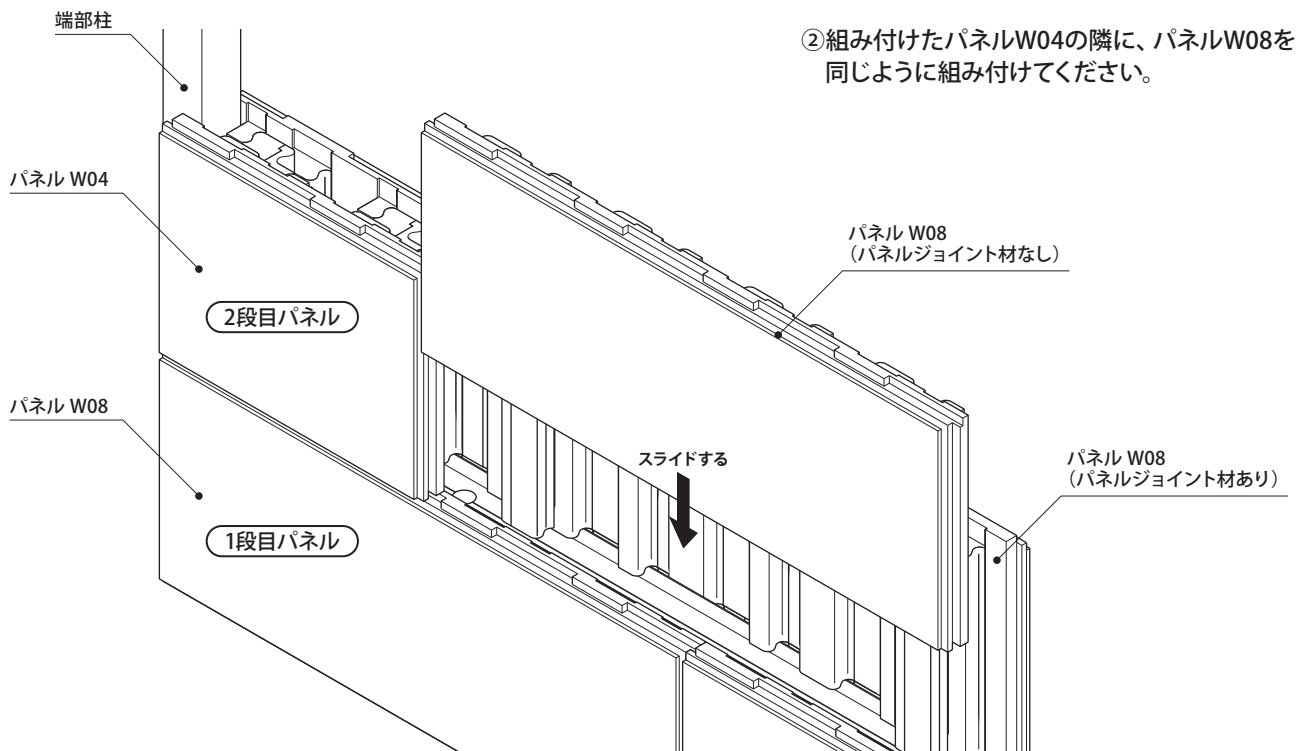 端部柱
②組み付けたパネルW04の隣に、パネルW08を
同じように組み付けてください。
パネル W04
パネル W08
（パネルジョイント材なし）
2段目パネル
パネル W08
スライドする
パネル W08
（パネルジョイント材あり）
1段目パネル